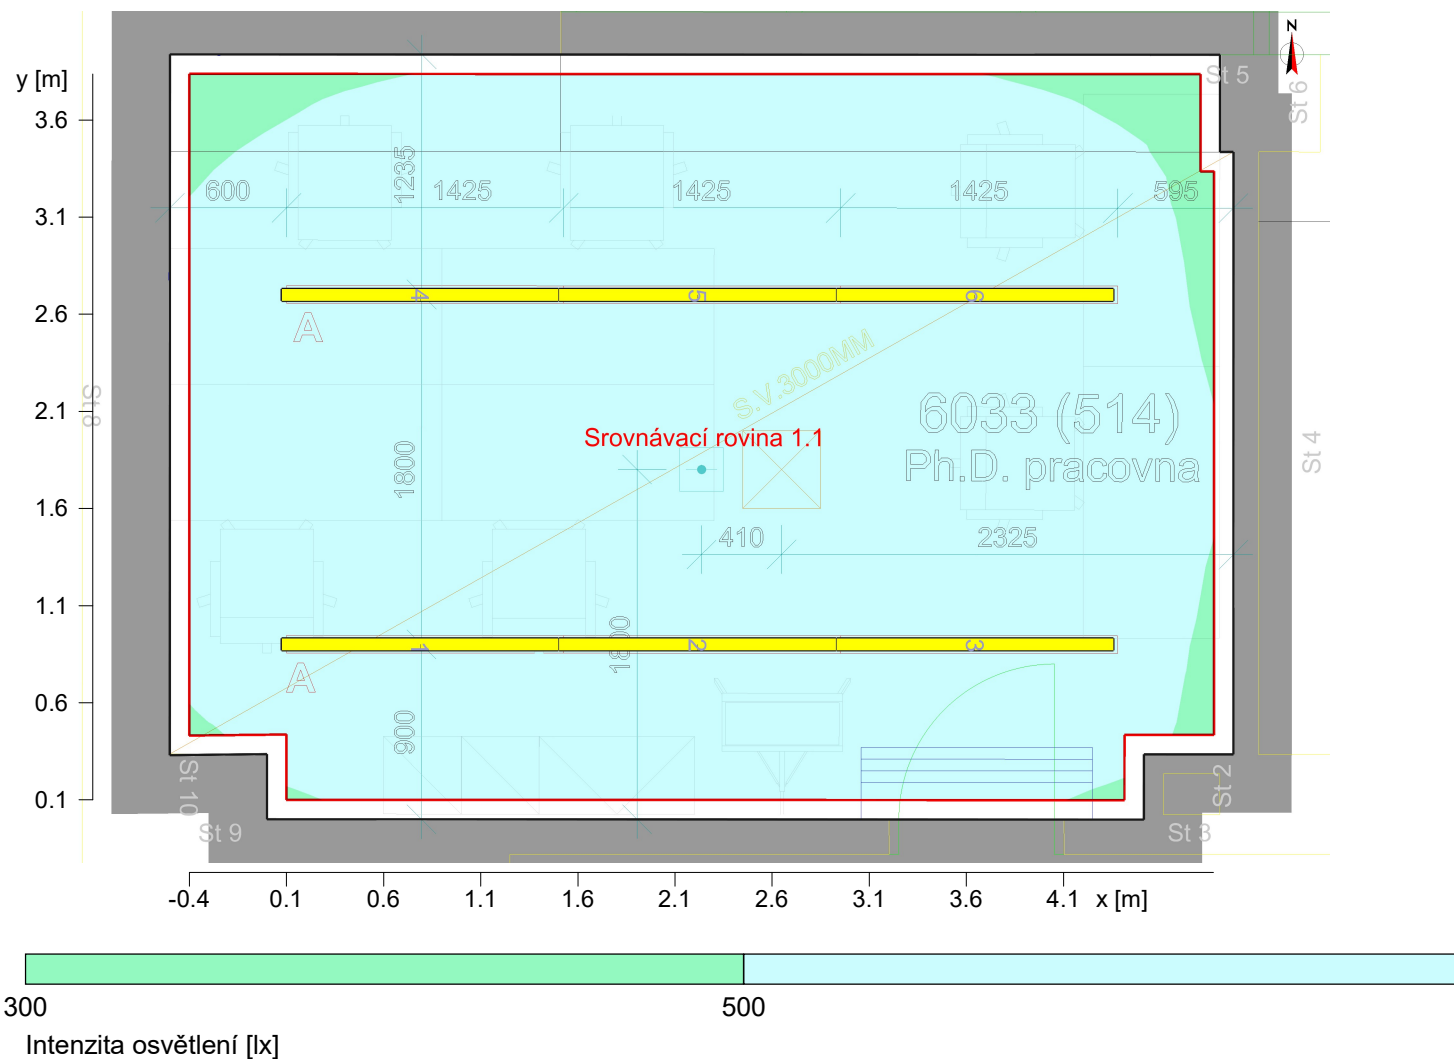 z
St 5
St 6
y [m]
3.6
3.1
2.6
2.1
1.6
1.1
0.6
0.1
600
1235
1425
1425
1425
595
4
5
6
A
S.V.3000MM
St 8
6033 (514)
Ph.D. pracovna
Srovnávací rovina 1.1
St 4
1800
410
2325
1800
1
2
3
A
900
St 10
St 9
St 2
St 3
-0.4
0.1
0.6
1.1
1.6
2.1
2.6
3.1
3.6
4.1
x [m]
300
500
Intenzita osvětlení [lx]